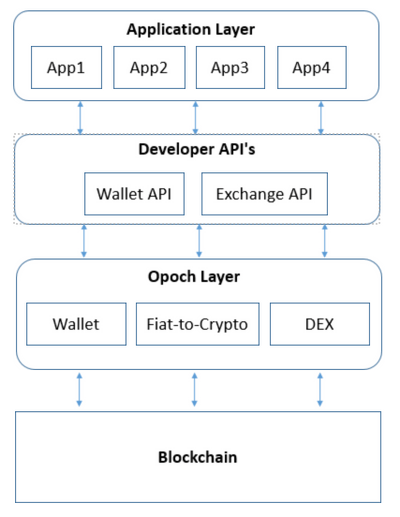 Application Layer
App1 App2 App3 App4
Developer API's
Wallet API Exchange API
Opoch Layer
Wallet Fiat-to-Crypto DEX
Blockchain